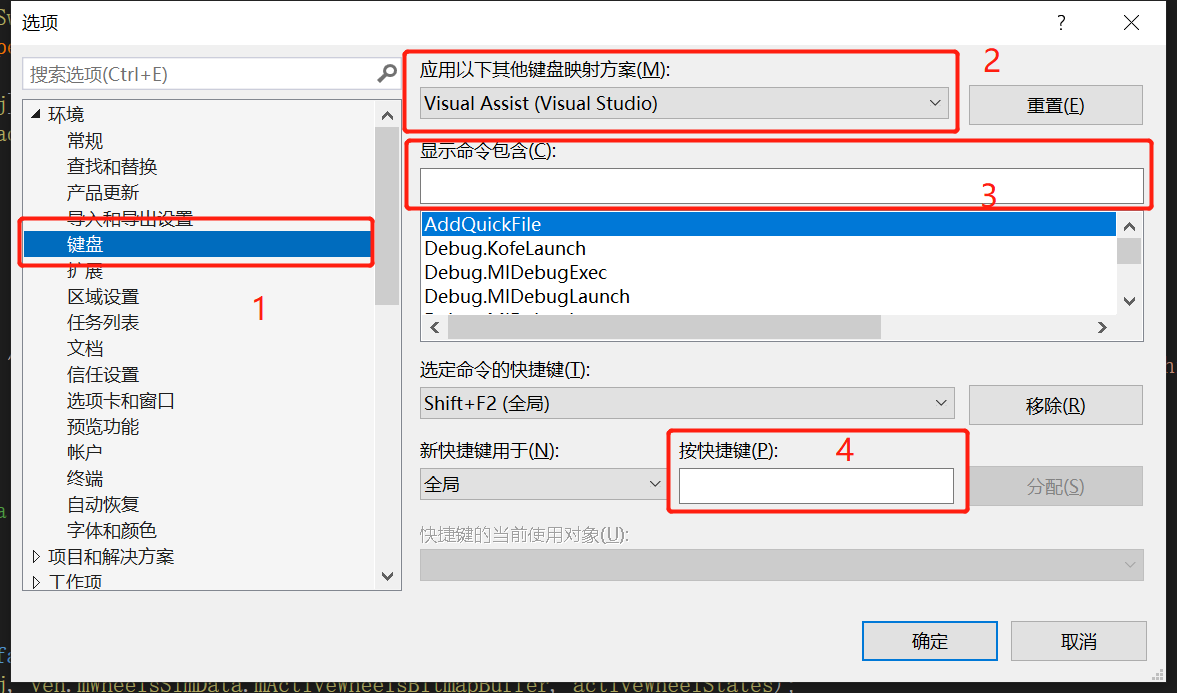 选项
?
搜索选项(Ctrl+E)
环境
常规
查找和替换
产品更新
导入和导出设置
键盘
扩展
区域设置
任务列表
文档
信任设置
选项卡和窗口
预览功能
帐户
终端
自动恢复
字体和颜色
项目和解决方案
工作项
1
应用以下其他键盘映射方案(M):
2
Visual Assist (Visual Studio)
重置(E)
显示命令包含(C):
3
AddQuickFile
Debug.KofeLaunch
Debug.MIDebugExec
Debug.MIDebugLaunch
选定命令的快捷键(T):
Shift+F2 (全局)
移除(R)
新快捷键用于(N):
按快捷键(P):
4
全局
分配(S)
快捷键的当前使用对象(U):
确定
取消
veh.mWheelsSimData.mActiveWheelsBitmapBuffer, activeWheelStates);